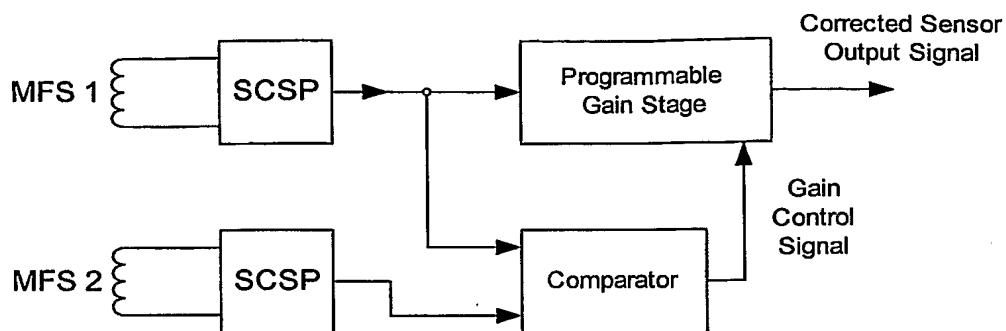 Corrected Sensor
Output Signal
MFS 1
SCSP
Programmable
Gain Stage
Gain
Control
Signal
MFS 2
SCSP
Comparator